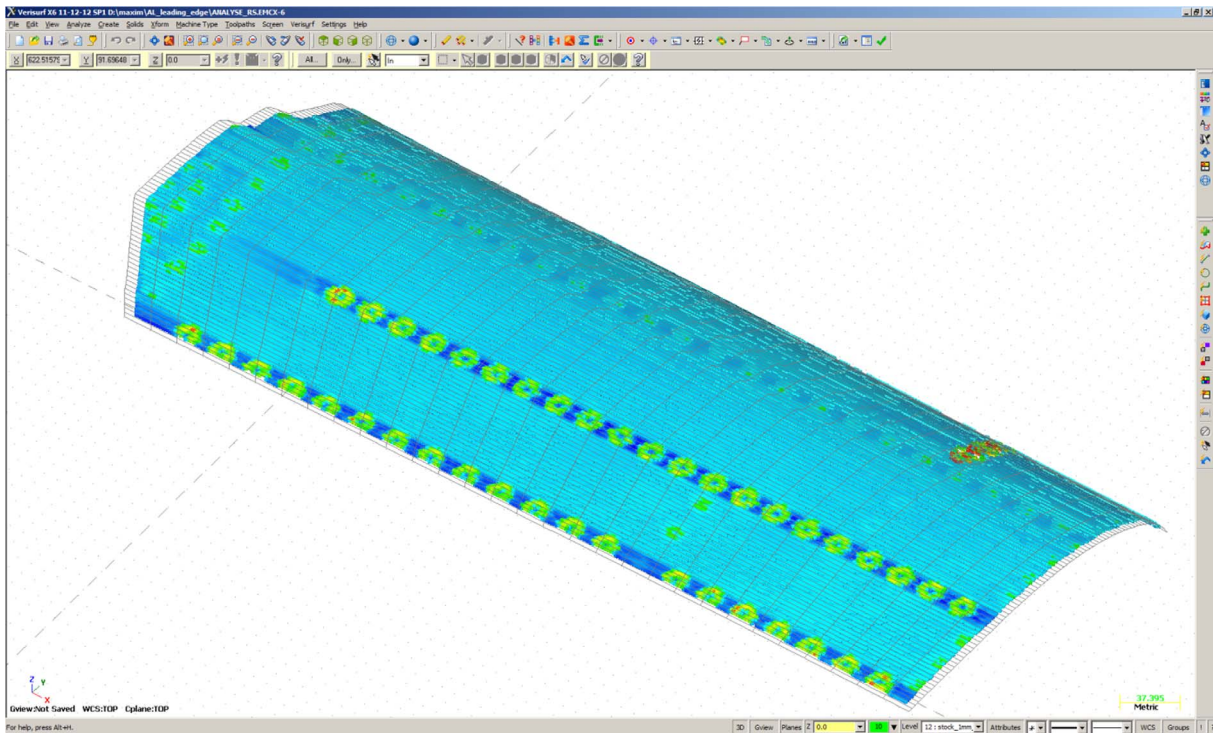 Verisurf X6 11-12-12 SP1 D:\maxim\AL_leading_edge\ANALYSE_RS.EMCX-6
File Edit View Analyze Create Solids Xform Machine Type Toolpaths Screen Verisurf Settings Help
X 622.51575 Y 91.69648 Z 0.0 All... Only... In
Z
Y
X
Gview:Not Saved WCS:TOP Cplane:TOP
37.395
Metric
For help, press Alt+H.
3D Gview Planes Z 0.0 10 Level 12 : stock_1mm_ Attributes WCS Groups